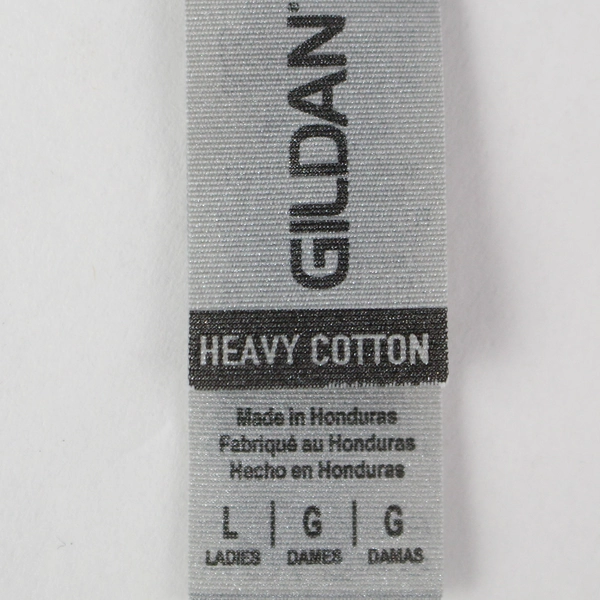 GILDAN
HEAVY COTTON
Made in Honduras
Fabriqué au Honduras
Hecho en Honduras
L | G | G
LADIES DAMES DAMAS